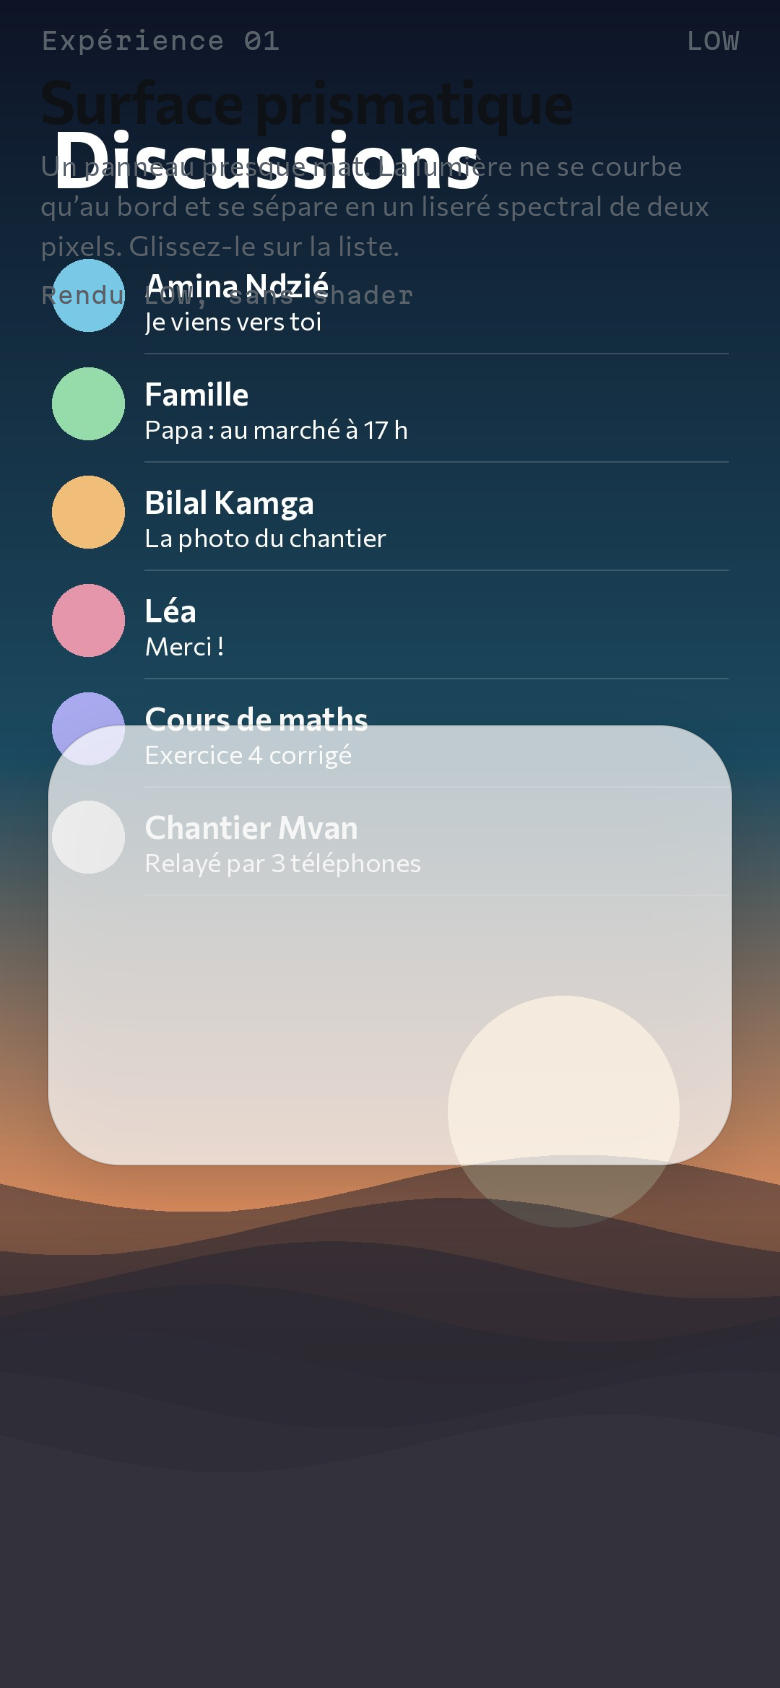 Expérience 01
LOW
Surface prismatique
Discussions
Un panneau presque mat. La lumière ne se courbe
qu’au bord et se sépare en un liseré spectral de deux
pixels. Glissez-le sur la liste.
Amina Ndzié
Rendu LOW, sans shader
Je viens vers toi
Famille
Papa : au marché à 17 h
Bilal Kamga
La photo du chantier
Léa
Merci !
Cours de maths
Exercice 4 corrigé
Chantier Mvan
Relayé par 3 téléphones